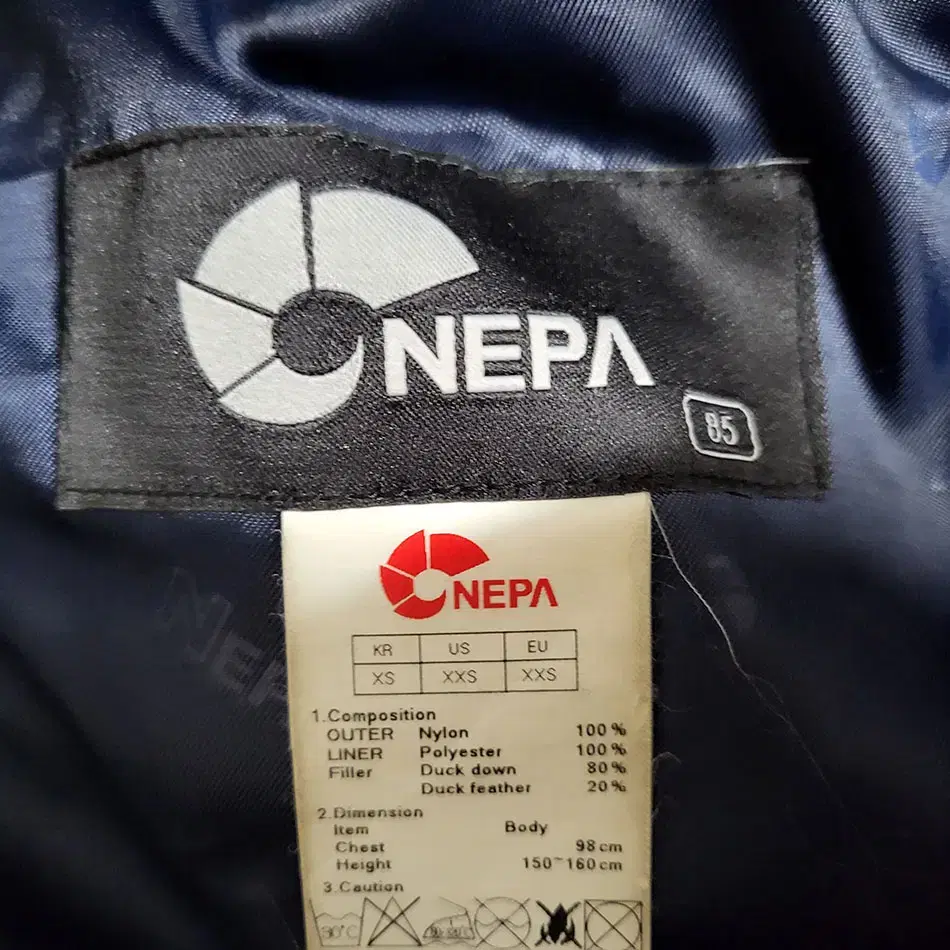 NEPA
85
NEPA
KR US EU
XS XXS XXS
1.Composition
OUTER Nylon 100%
LINER Polyester 100%
Filler Duck down 80%
Duck feather 20%
2.Dimension
Item Body
Chest 98cm
Height 150~160cm
3.Caution
30°C